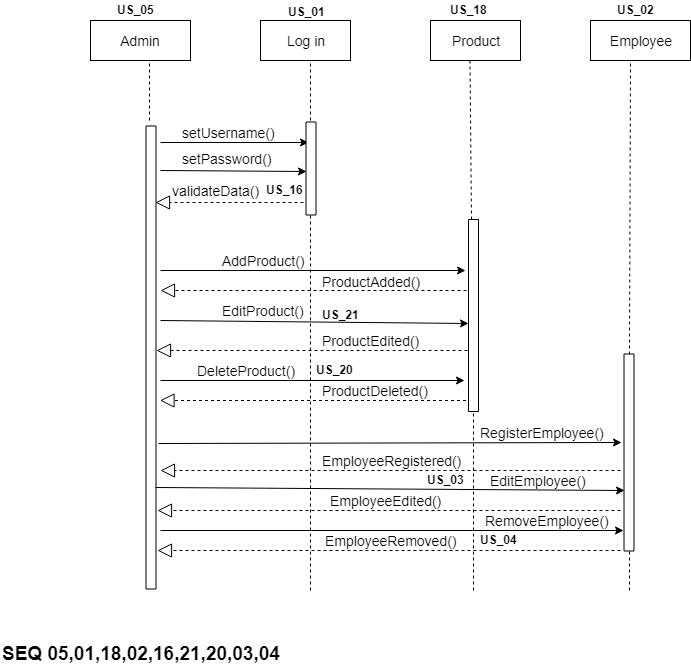 US_05 US_01 US_18 US_02
Admin Log in Product Employee
setUsername()
setPassword()
validateData() US_16
AddProduct()
ProductAdded()
EditProduct() US_21
ProductEdited()
DeleteProduct() US_20
ProductDeleted()
RegisterEmployee()
EmployeeRegistered()
US_03 EditEmployee()
EmployeeEdited()
RemoveEmployee()
EmployeeRemoved() US_04
SEQ 05,01,18,02,16,21,20,03,04